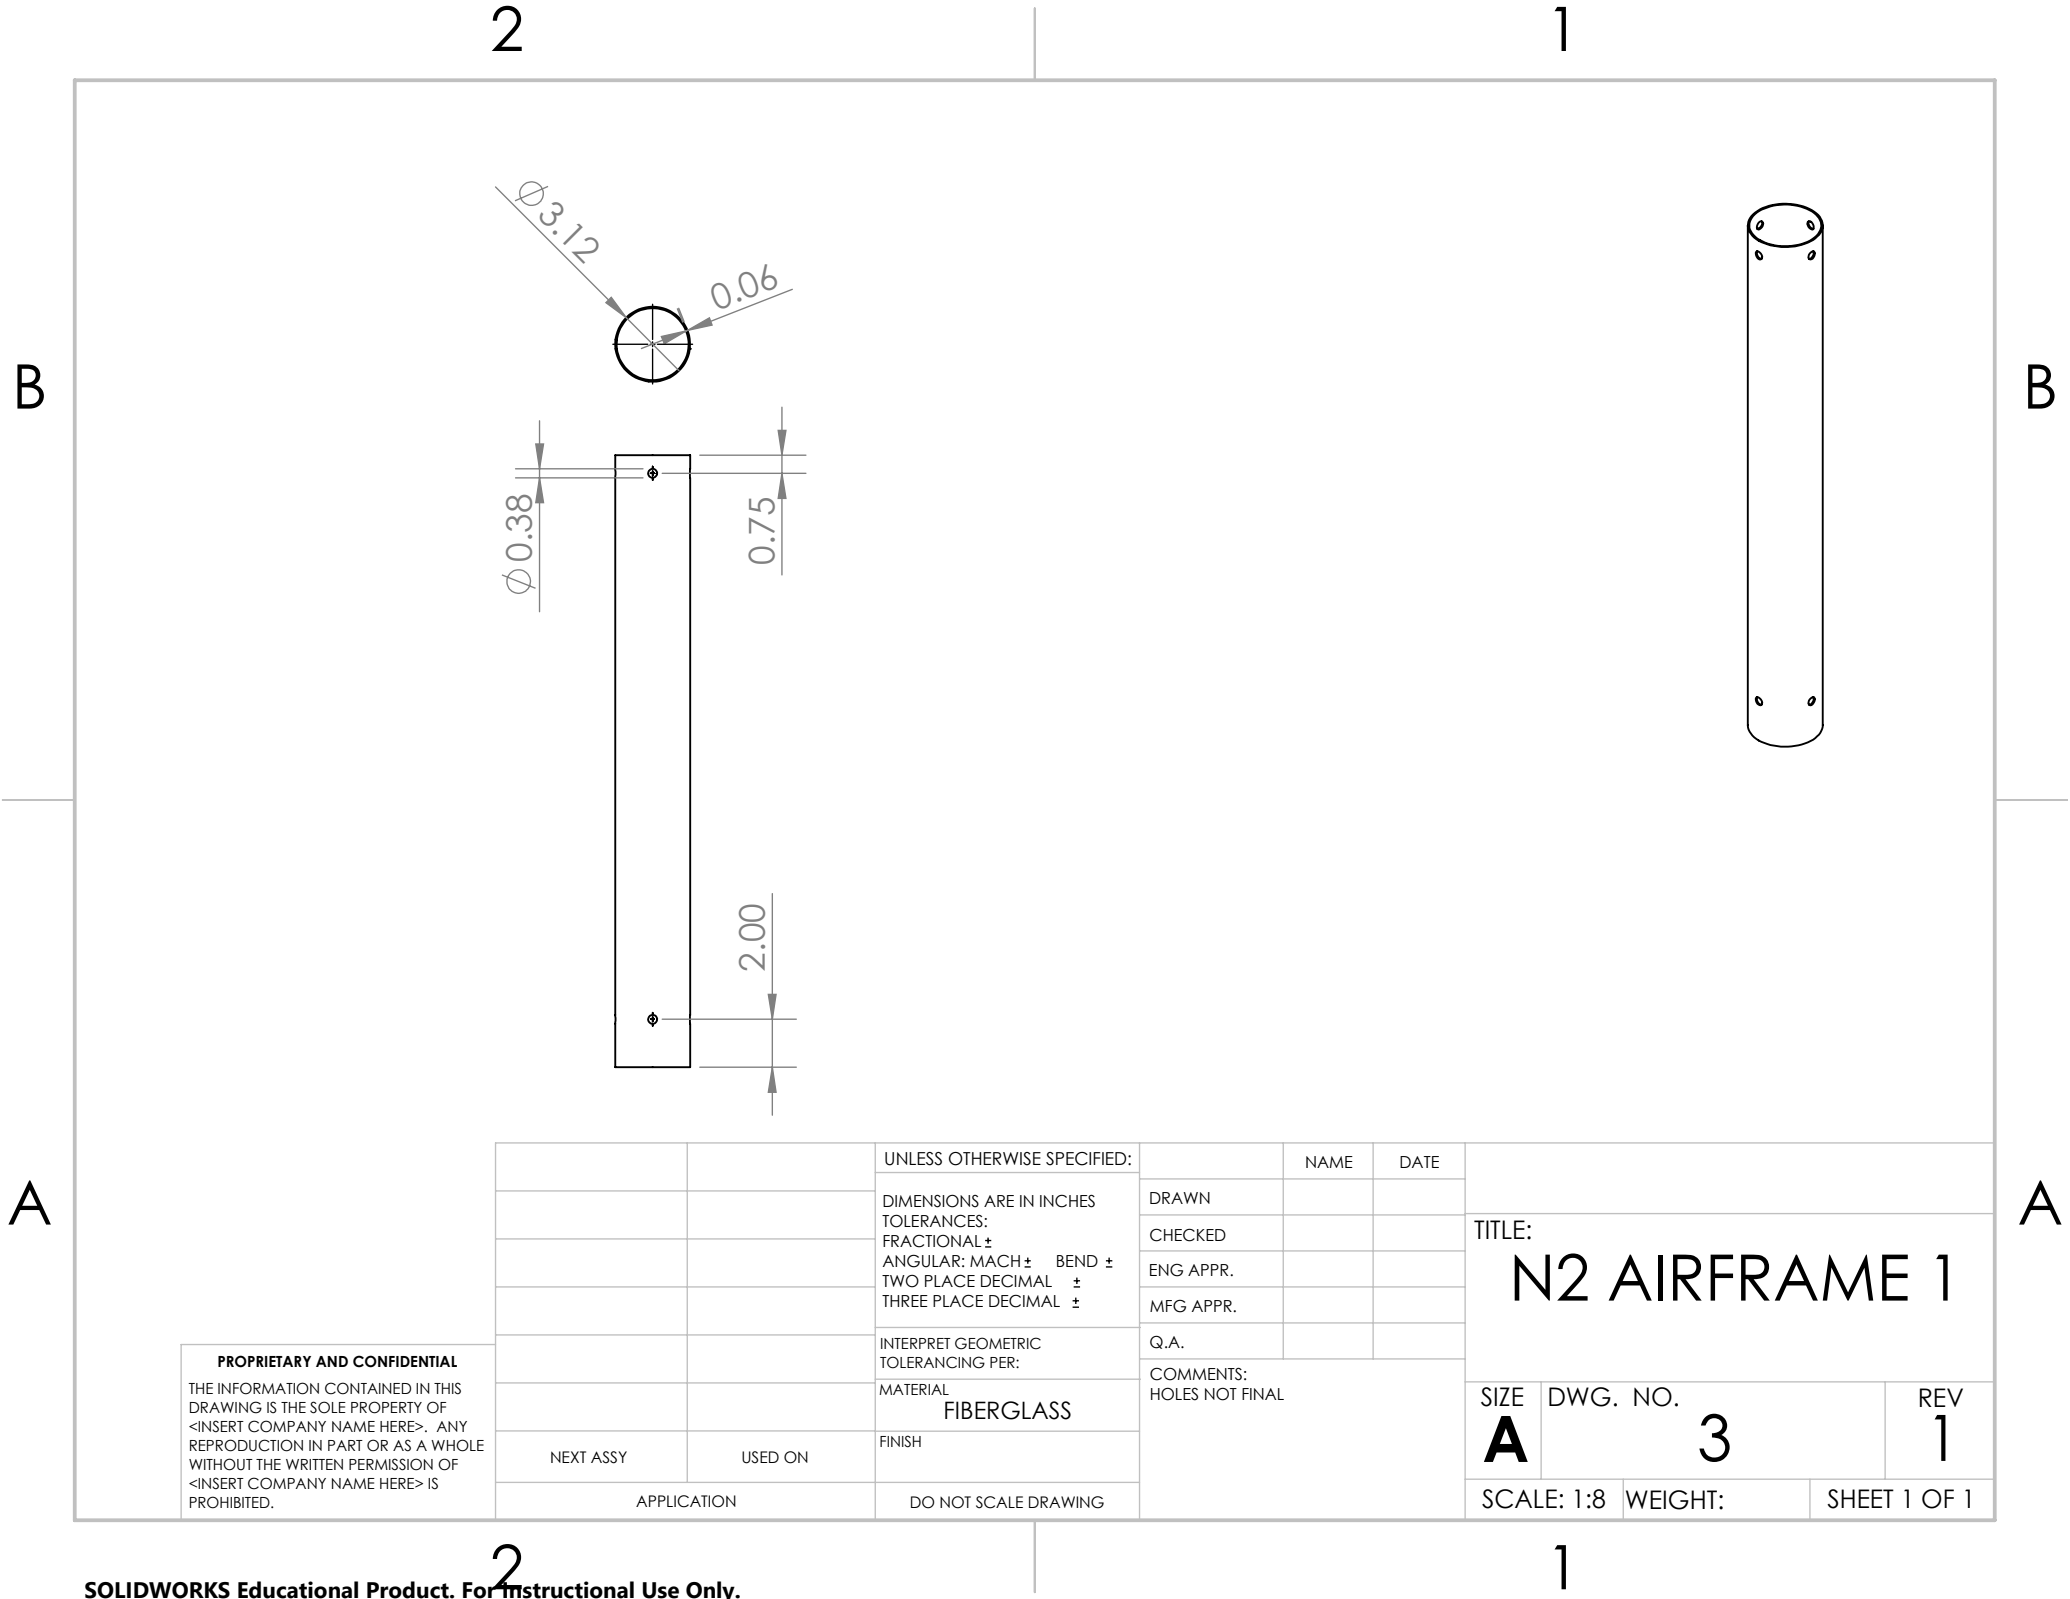 2
1
B
B
A
A
∅3.12
0.06
∅0.38
0.75
2.00
UNLESS OTHERWISE SPECIFIED:
DIMENSIONS ARE IN INCHES
TOLERANCES:
FRACTIONAL ±
ANGULAR: MACH ± BEND ±
TWO PLACE DECIMAL ±
THREE PLACE DECIMAL ±
INTERPRET GEOMETRIC
TOLERANCING PER:
MATERIAL
FIBERGLASS
FINISH
DO NOT SCALE DRAWING
NAME DATE
DRAWN
CHECKED
ENG APPR.
MFG APPR.
Q.A.
COMMENTS:
HOLES NOT FINAL
TITLE:
N2 AIRFRAME 1
SIZE
A
DWG. NO.
3
REV
1
SCALE: 1:8
WEIGHT:
SHEET 1 OF 1
PROPRIETARY AND CONFIDENTIAL
THE INFORMATION CONTAINED IN THIS
DRAWING IS THE SOLE PROPERTY OF
<INSERT COMPANY NAME HERE>. ANY
REPRODUCTION IN PART OR AS A WHOLE
WITHOUT THE WRITTEN PERMISSION OF
<INSERT COMPANY NAME HERE> IS
PROHIBITED.
NEXT ASSY
USED ON
APPLICATION
2
1
SOLIDWORKS Educational Product. For Instructional Use Only.